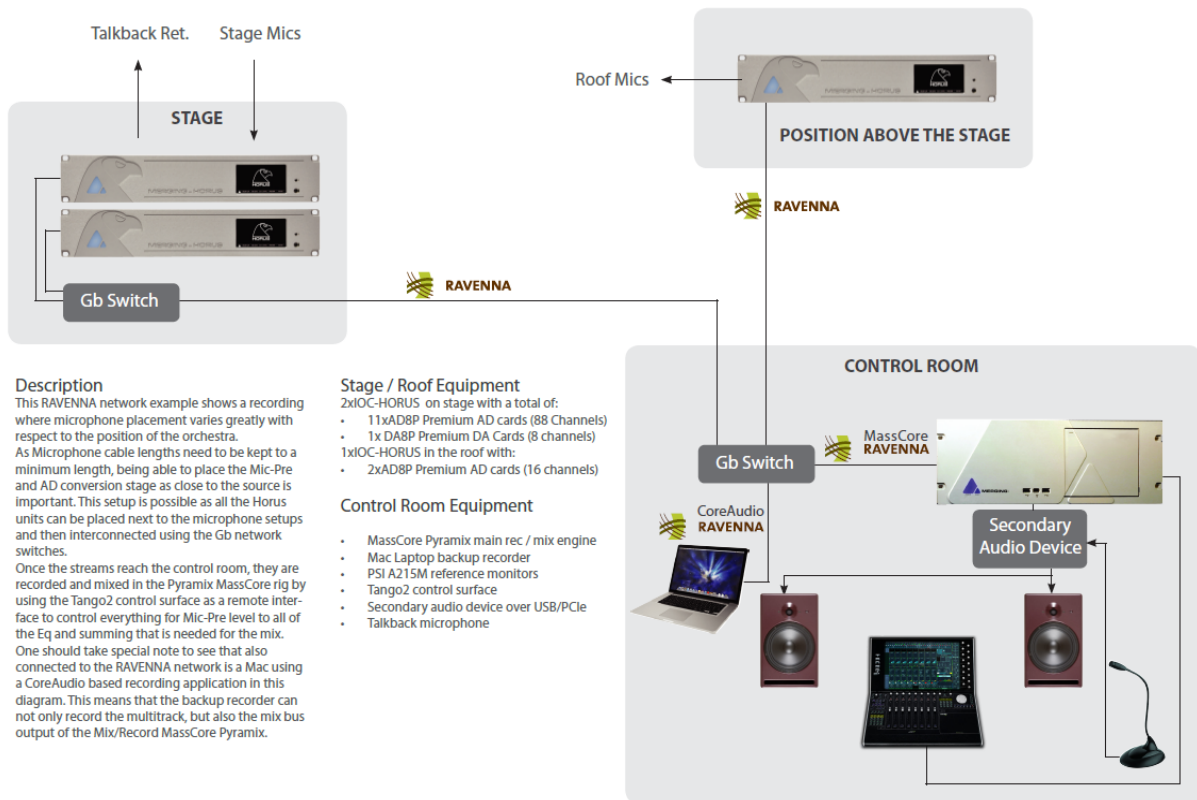 Talkback Ret.
Stage Mics
STAGE
MERGING HORUS
HORUS
MERGING HORUS
HORUS
Gb Switch
RAVENNA
Roof Mics
MERGING HORUS
HORUS
POSITION ABOVE THE STAGE
RAVENNA
Description
This RAVENNA network example shows a recording
where microphone placement varies greatly with
respect to the position of the orchestra.
As Microphone cable lengths need to be kept to a
minimum length, being able to place the Mic-Pre
and AD conversion stage as close to the source is
important. This setup is possible as all the Horus
units can be placed next to the microphone setups
and then interconnected using the Gb network
switches.
Once the streams reach the control room, they are
recorded and mixed in the Pyramix MassCore rig by
using the Tango2 control surface as a remote inter-
face to control everything for Mic-Pre level to all of
the Eq and summing that is needed for the mix.
One should take special note to see that also
connected to the RAVENNA network is a Mac using
a CoreAudio based recording application in this
diagram. This means that the backup recorder can
not only record the multitrack, but also the mix bus
output of the Mix/Record MassCore Pyramix.
Stage / Roof Equipment
2xIOC-HORUS on stage with a total of:
• 11xAD8P Premium AD cards (88 Channels)
• 1x DA8P Premium DA Cards (8 channels)
1xIOC-HORUS in the roof with:
• 2xAD8P Premium AD cards (16 channels)
Control Room Equipment
• MassCore Pyramix main rec / mix engine
• Mac Laptop backup recorder
• PSI A215M reference monitors
• Tango2 control surface
• Secondary audio device over USB/PCIe
• Talkback microphone
CONTROL ROOM
Gb Switch
MassCore
RAVENNA
MERGING
CoreAudio
RAVENNA
Secondary
Audio Device